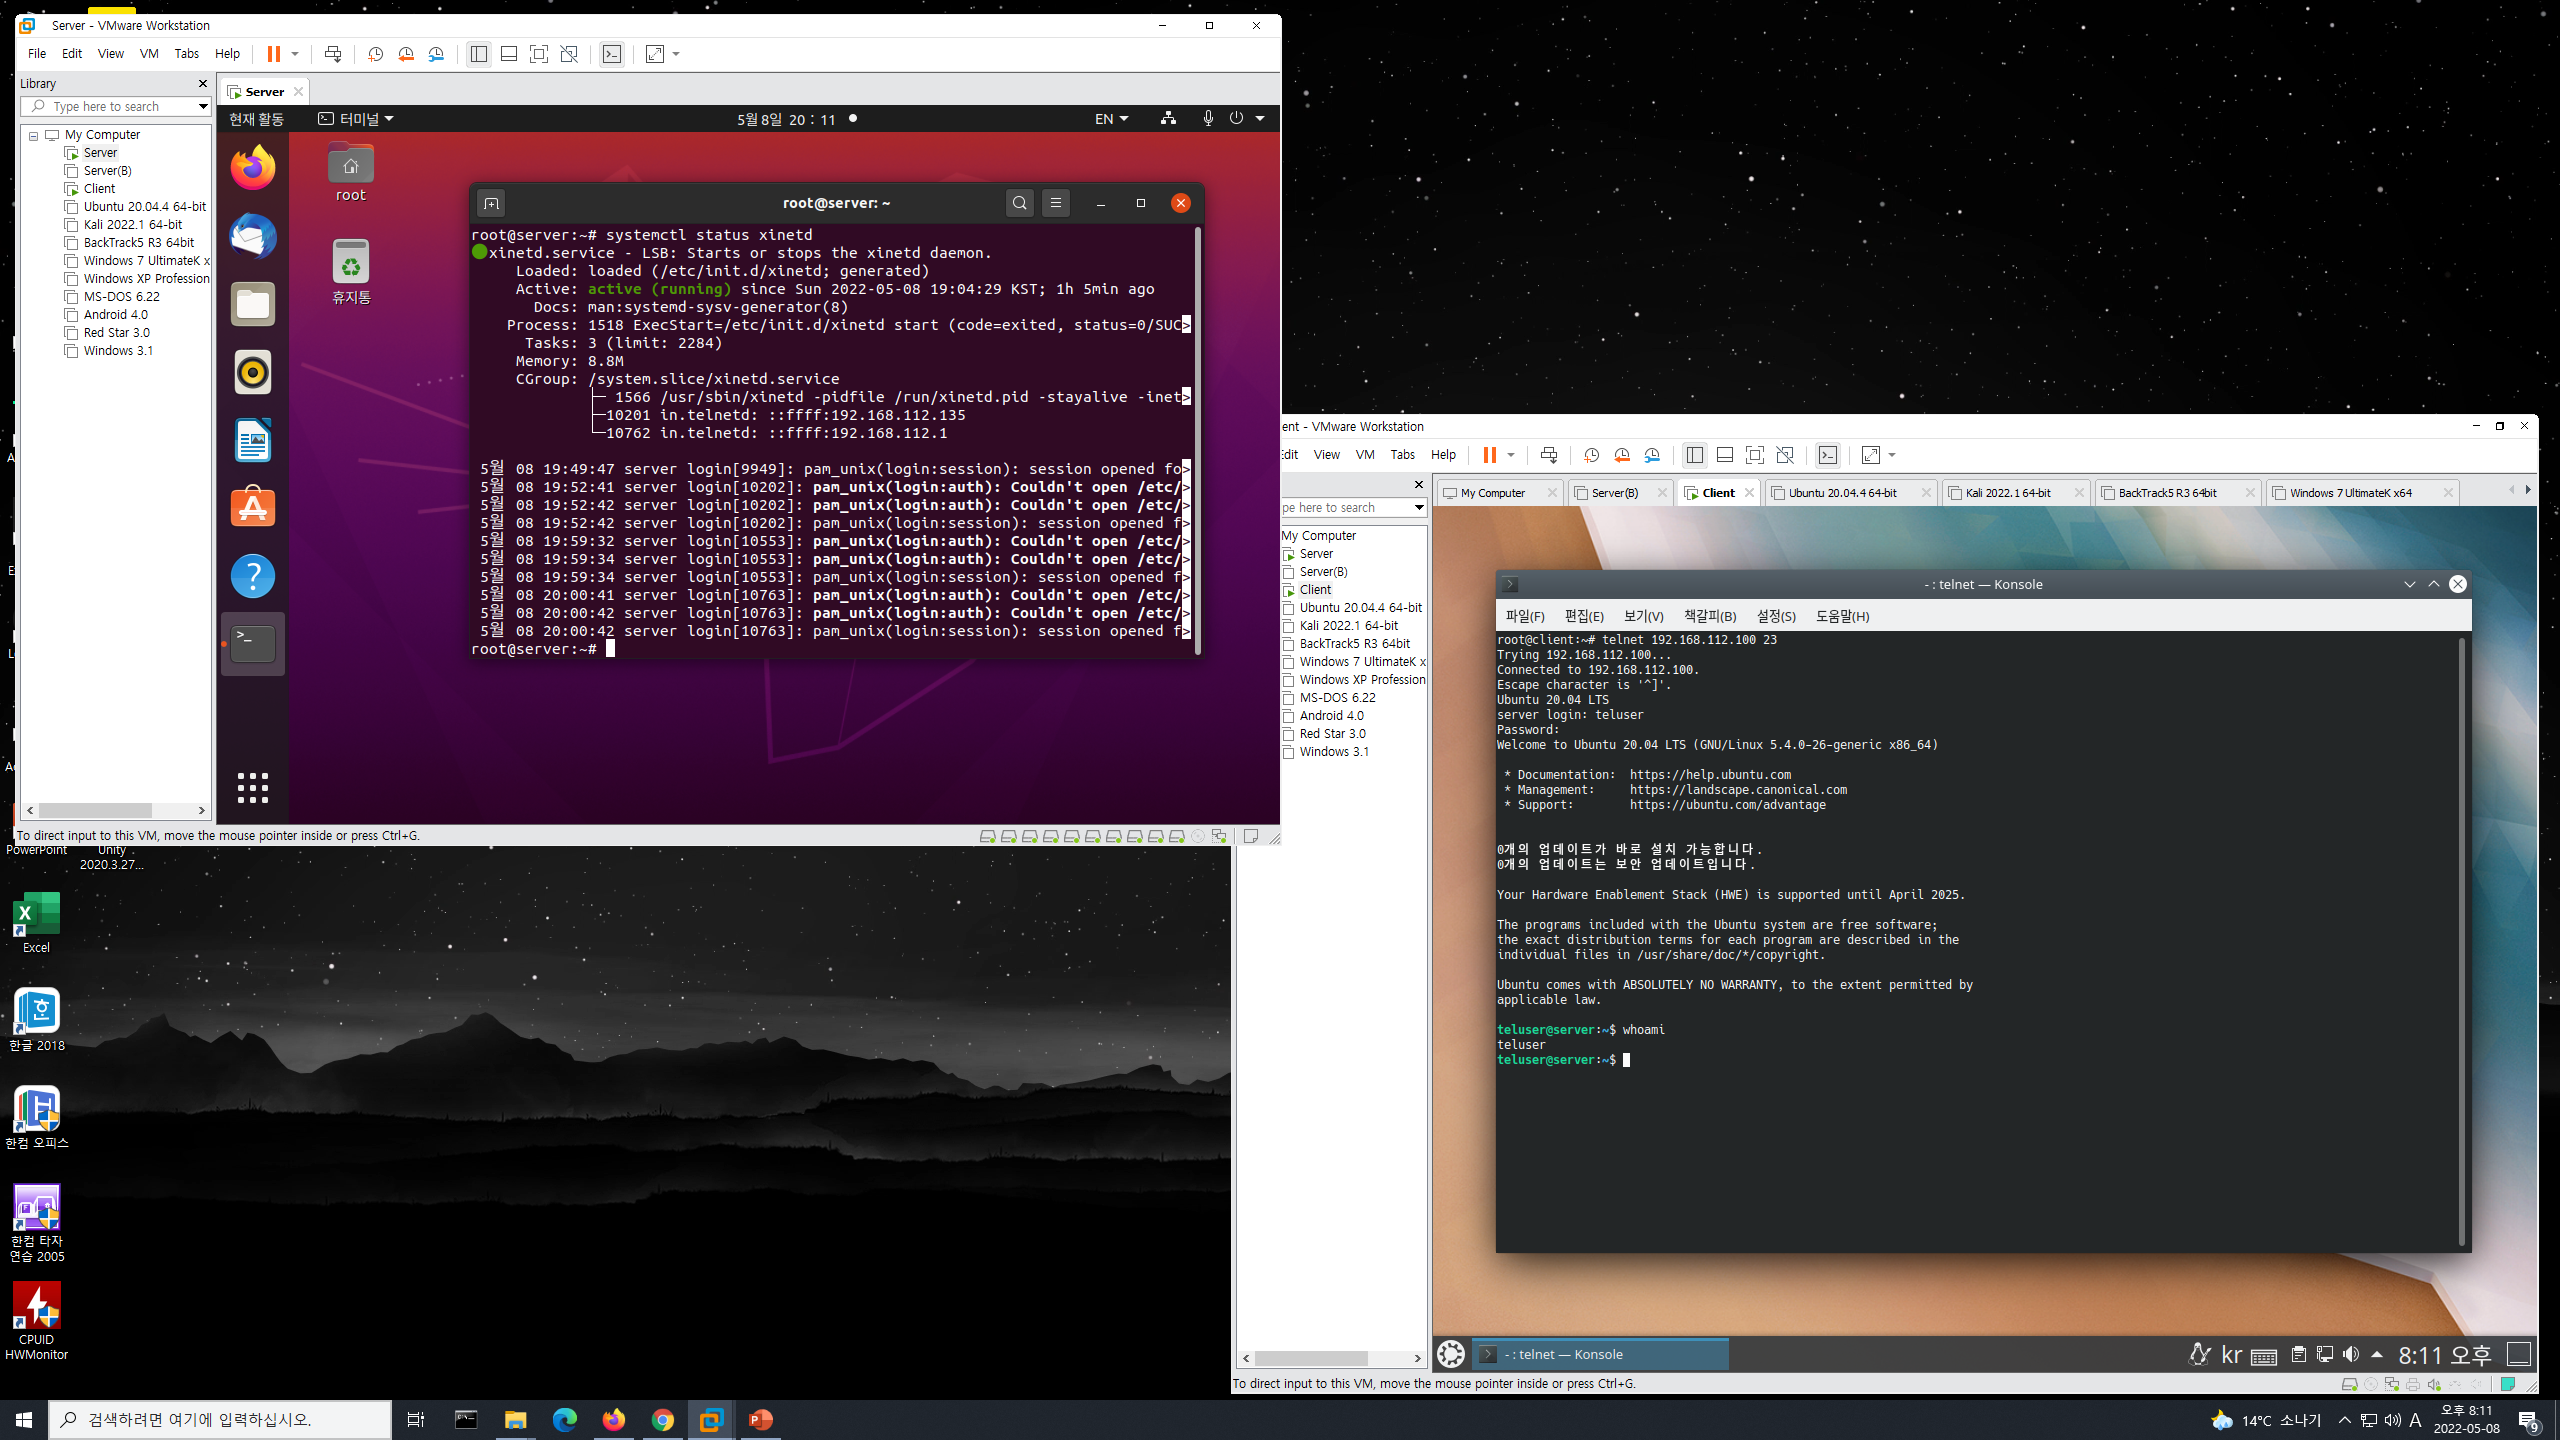 Server - VMware Workstation
File Edit View VM Tabs Help
Library
Type here to search
My Computer
Server
Server(B)
Client
Ubuntu 20.04.4 64-bit
Kali 2022.1 64-bit
BackTrack5 R3 64bit
Windows 7 UltimateK x
Windows XP Profession
MS-DOS 6.22
Android 4.0
Red Star 3.0
Windows 3.1
Server
현재 활동 터미널 5월 8일 20 : 11 EN
root
휴지통
root@server: ~
root@server:~# systemctl status xinetd
xinetd.service - LSB: Starts or stops the xinetd daemon.
Loaded: loaded (/etc/init.d/xinetd; generated)
Active: active (running) since Sun 2022-05-08 19:04:29 KST; 1h 5min ago
Docs: man:systemd-sysv-generator(8)
Process: 1518 ExecStart=/etc/init.d/xinetd start (code=exited, status=0/SUC>
Tasks: 3 (limit: 2284)
Memory: 8.8M
CGroup: /system.slice/xinetd.service
├─ 1566 /usr/sbin/xinetd -pidfile /run/xinetd.pid -stayalive -inet>
├─10201 in.telnetd: ::ffff:192.168.112.135
└─10762 in.telnetd: ::ffff:192.168.112.1
5월 08 19:49:47 server login[9949]: pam_unix(login:session): session opened fo>
5월 08 19:52:41 server login[10202]: pam_unix(login:auth): Couldn't open /etc/>
5월 08 19:52:42 server login[10202]: pam_unix(login:auth): Couldn't open /etc/>
5월 08 19:52:42 server login[10202]: pam_unix(login:session): session opened f>
5월 08 19:59:32 server login[10553]: pam_unix(login:auth): Couldn't open /etc/>
5월 08 19:59:34 server login[10553]: pam_unix(login:auth): Couldn't open /etc/>
5월 08 19:59:34 server login[10553]: pam_unix(login:session): session opened f>
5월 08 20:00:41 server login[10763]: pam_unix(login:auth): Couldn't open /etc/>
5월 08 20:00:42 server login[10763]: pam_unix(login:auth): Couldn't open /etc/>
5월 08 20:00:42 server login[10763]: pam_unix(login:session): session opened f>
root@server:~#
To direct input to this VM, move the mouse pointer inside or press Ctrl+G.
PowerPoint
Unity
2020.3.27...
Excel
한글 2018
한컴 오피스
한컴 타자
연습 2005
CPUID
HWMonitor
ent - VMware Workstation
Edit View VM Tabs Help
pe here to search
My Computer
Server
Server(B)
Client
Ubuntu 20.04.4 64-bit
Kali 2022.1 64-bit
BackTrack5 R3 64bit
Windows 7 UltimateK x
Windows XP Profession
MS-DOS 6.22
Android 4.0
Red Star 3.0
Windows 3.1
My Computer Server(B) Client Ubuntu 20.04.4 64-bit Kali 2022.1 64-bit BackTrack5 R3 64bit Windows 7 UltimateK x64
- : telnet — Konsole
파일(F) 편집(E) 보기(V) 책갈피(B) 설정(S) 도움말(H)
root@client:~# telnet 192.168.112.100 23
Trying 192.168.112.100...
Connected to 192.168.112.100.
Escape character is '^]'.
Ubuntu 20.04 LTS
server login: teluser
Password:
Welcome to Ubuntu 20.04 LTS (GNU/Linux 5.4.0-26-generic x86_64)
* Documentation: https://help.ubuntu.com
* Management: https://landscape.canonical.com
* Support: https://ubuntu.com/advantage
0개의 업데이트가 바로 설치 가능합니다.
0개의 업데이트는 보안 업데이트입니다.
Your Hardware Enablement Stack (HWE) is supported until April 2025.
The programs included with the Ubuntu system are free software;
the exact distribution terms for each program are described in the
individual files in /usr/share/doc/*/copyright.
Ubuntu comes with ABSOLUTELY NO WARRANTY, to the extent permitted by
applicable law.
teluser@server:~$ whoami
teluser
teluser@server:~$
- : telnet — Konsole
kr 8:11 오후
To direct input to this VM, move the mouse pointer inside or press Ctrl+G.
검색하려면 여기에 입력하십시오.
14°C 소나기
A
오후 8:11
2022-05-08
9